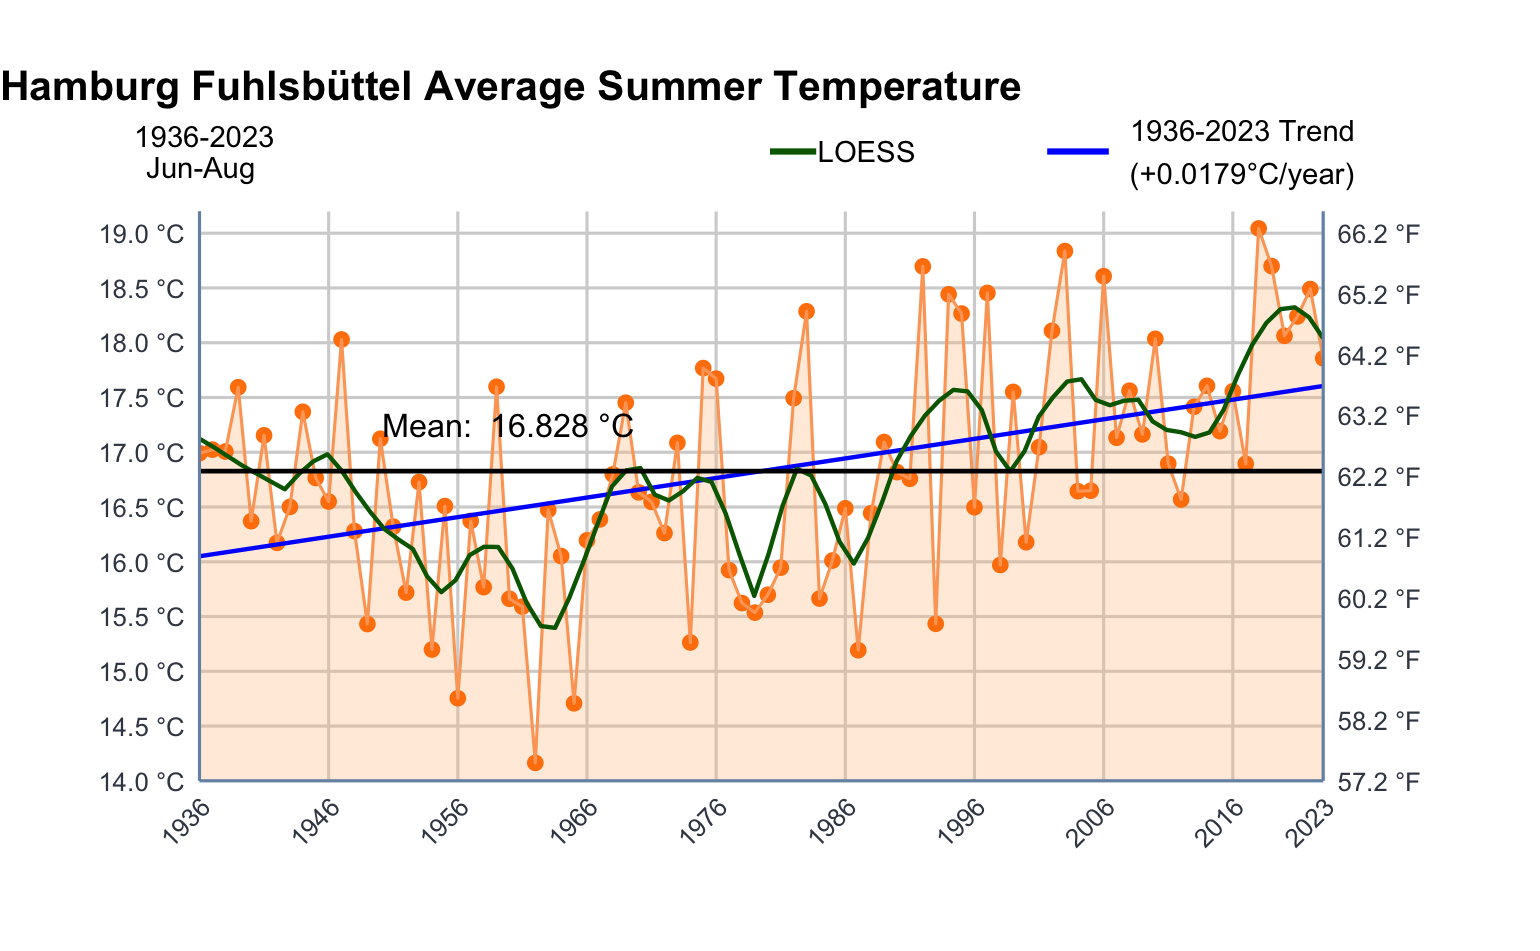 Hamburg Fuhlsbüttel Average Summer Temperature
1936-2023
Jun-Aug
LOESS
1936-2023 Trend
(+0.0179°C/year)
19.0 °C
18.5 °C
18.0 °C
17.5 °C
17.0 °C
16.5 °C
16.0 °C
15.5 °C
15.0 °C
14.5 °C
14.0 °C
Mean:  16.828 °C
66.2 °F
65.2 °F
64.2 °F
63.2 °F
62.2 °F
61.2 °F
60.2 °F
59.2 °F
58.2 °F
57.2 °F
1936
1946
1956
1966
1976
1986
1996
2006
2016
2023